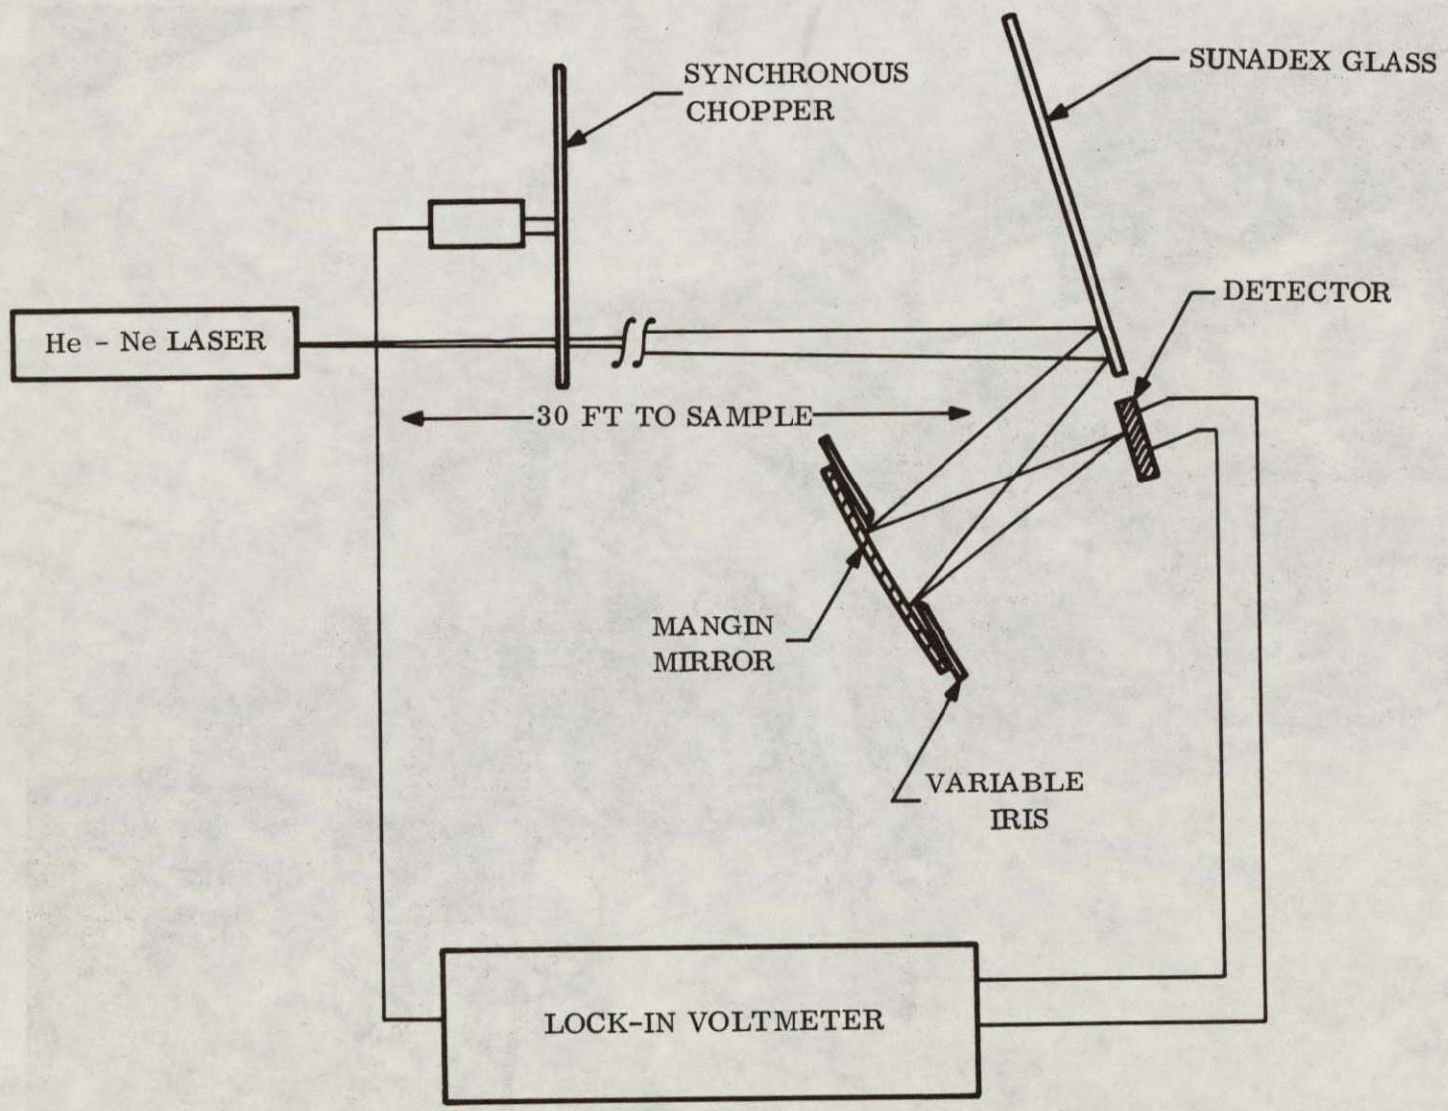 SYNCHRONOUS
CHOPPER
SUNADEX GLASS
DETECTOR
He - Ne LASER
30 FT TO SAMPLE
MANGIN
MIRROR
VARIABLE
IRIS
LOCK-IN VOLTMETER